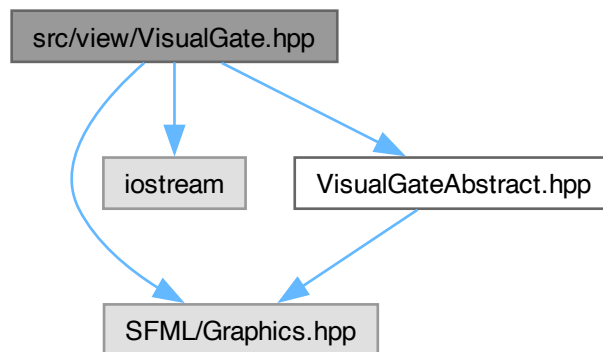 src/view/VisualGate.hpp
iostream
VisualGateAbstract.hpp
SFML/Graphics.hpp